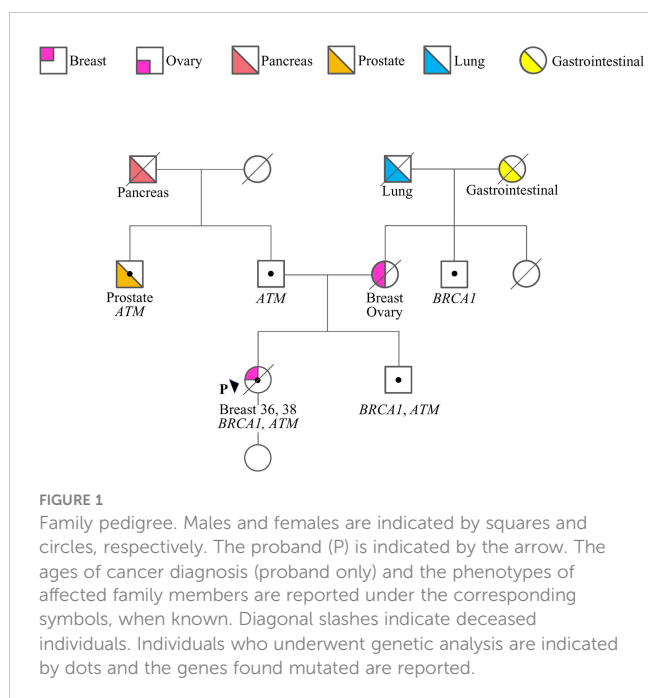 Breast Ovary Pancreas Prostate Lung Gastrointestinal
Pancreas Lung Gastrointestinal
Prostate ATM Breast BRCA1
ATM Ovary
P
Breast 36, 38 BRCA1, ATM
BRCA1, ATM
FIGURE 1
Family pedigree. Males and females are indicated by squares and
circles, respectively. The proband (P) is indicated by the arrow. The
ages of cancer diagnosis (proband only) and the phenotypes of
affected family members are reported under the corresponding
symbols, when known. Diagonal slashes indicate deceased
individuals. Individuals who underwent genetic analysis are indicated
by dots and the genes found mutated are reported.